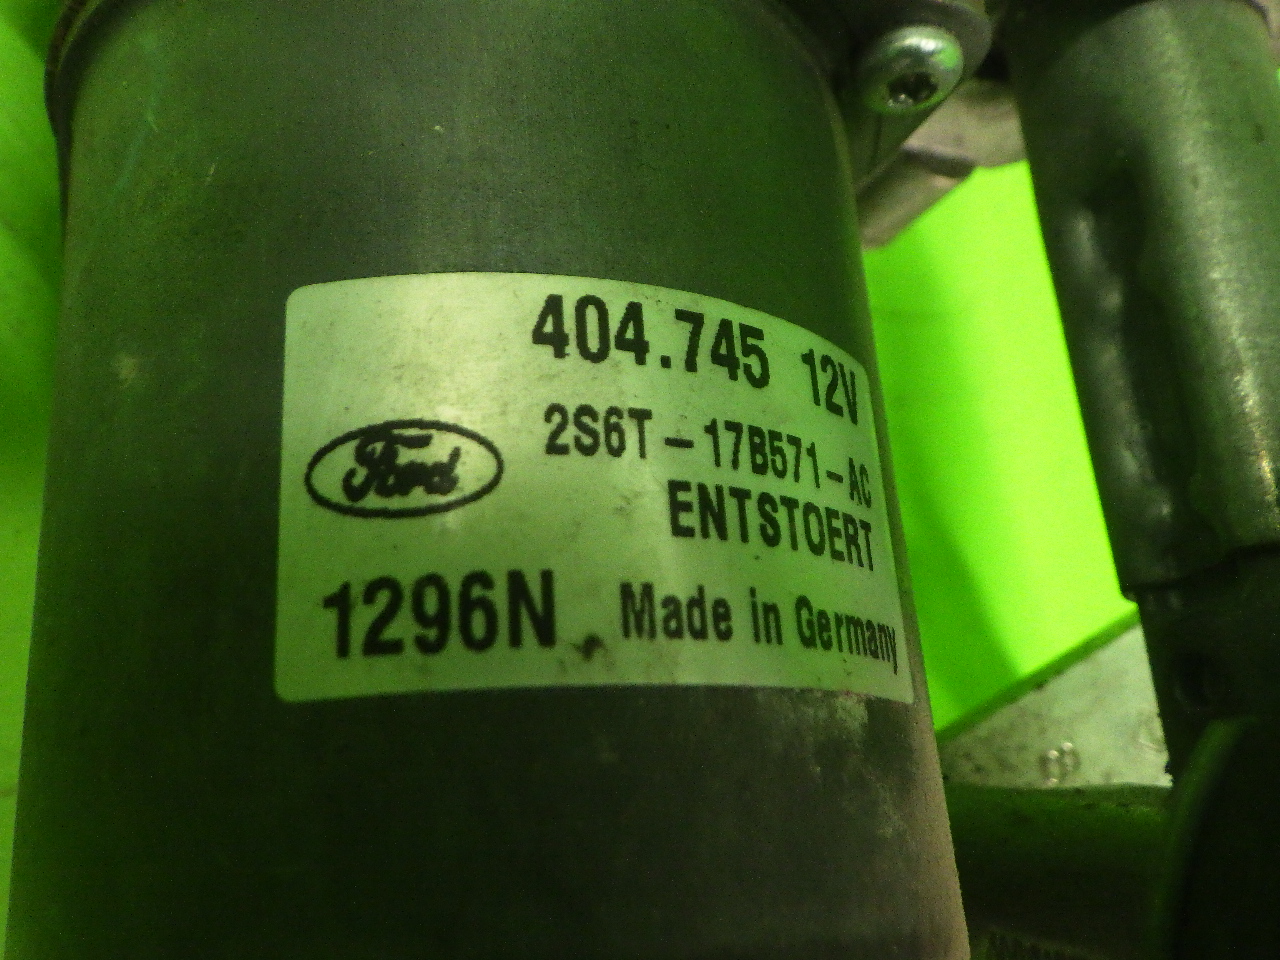 404.745 12V
2S6T-17B571-AC
Ford
ENTSTOERT
1296N Made in Germany